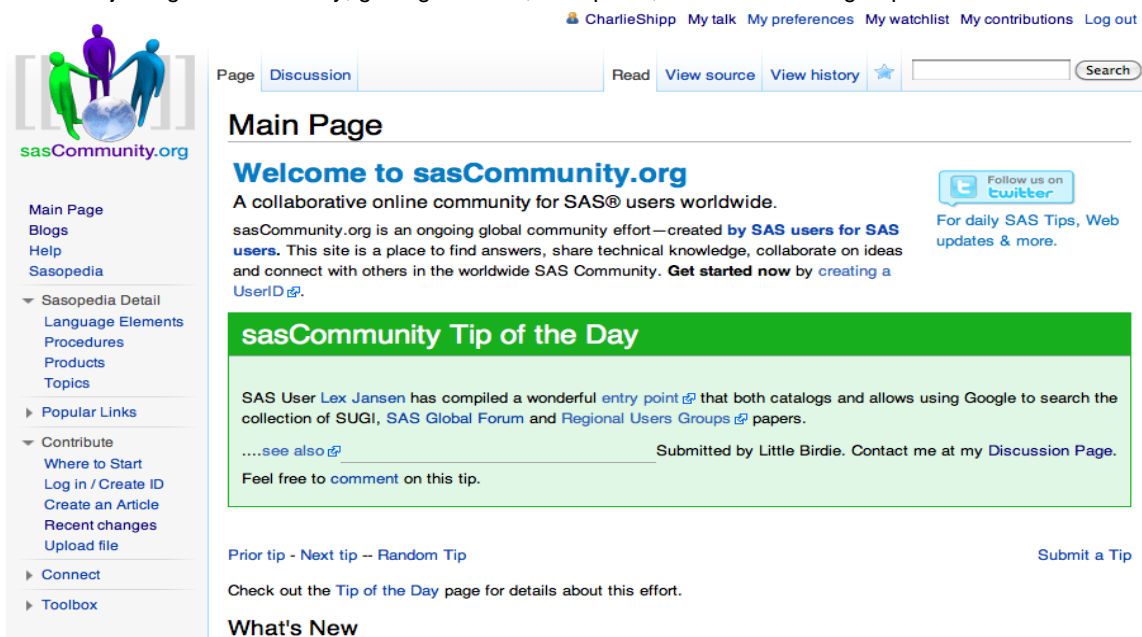 CharlieShipp My talk My preferences My watchlist My contributions Log out
Page Discussion Read View source View history Search
sasCommunity.org
Main Page
Blogs
Help
Sasopedia
Sasopedia Detail
Language Elements
Procedures
Products
Topics
Popular Links
Contribute
Where to Start
Log in / Create ID
Create an Article
Recent changes
Upload file
Connect
Toolbox
Main Page
Welcome to sasCommunity.org
A collaborative online community for SAS® users worldwide.
sasCommunity.org is an ongoing global community effort—created by SAS users for SAS
users. This site is a place to find answers, share technical knowledge, collaborate on ideas
and connect with others in the worldwide SAS Community. Get started now by creating a
UserID.
Follow us on
twitter
For daily SAS Tips, Web
updates & more.
sasCommunity Tip of the Day
SAS User Lex Jansen has compiled a wonderful entry point that both catalogs and allows using Google to search the
collection of SUGI, SAS Global Forum and Regional Users Groups papers.
....see also Submitted by Little Birdie. Contact me at my Discussion Page.
Feel free to comment on this tip.
Prior tip - Next tip -- Random Tip Submit a Tip
Check out the Tip of the Day page for details about this effort.
What's New